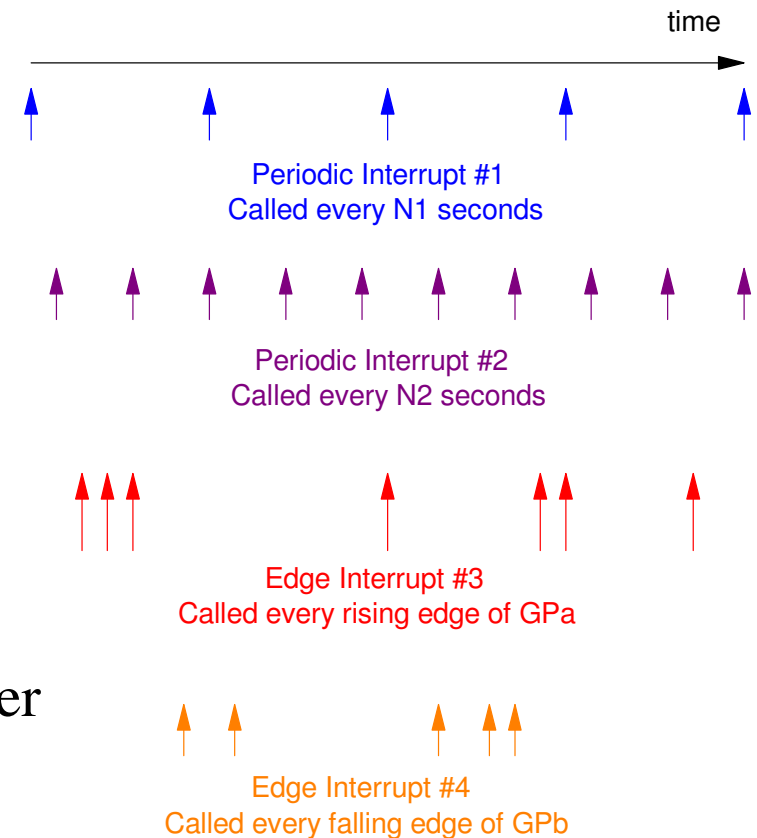 time
Periodic Interrupt #1
Called every N1 seconds
Periodic Interrupt #2
Called every N2 seconds
Edge Interrupt #3
Called every rising edge of GPa
er
Edge Interrupt #4
Called every falling edge of GPb